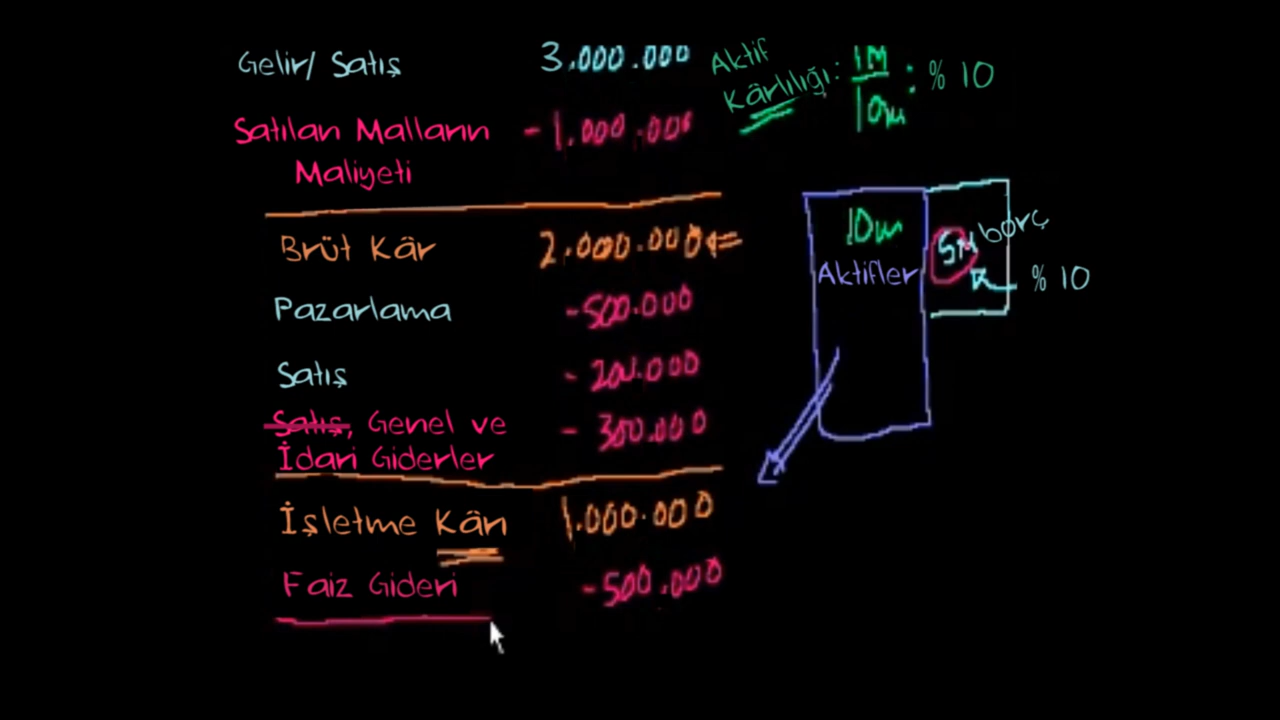 Gelir/ Satış 3.000.000
Aktif
Kârlılığı: 1M/10m : % 10
Satılan Malların - 1.000.000
Maliyeti
Brüt Kâr 2.000.000
10m
Aktifler
5M borç
% 10
Pazarlama -500.000
Satış - 200.000
Satış, Genel ve - 300.000
İdari Giderler
İşletme Kârı 1.000.000
Faiz Gideri -500.000